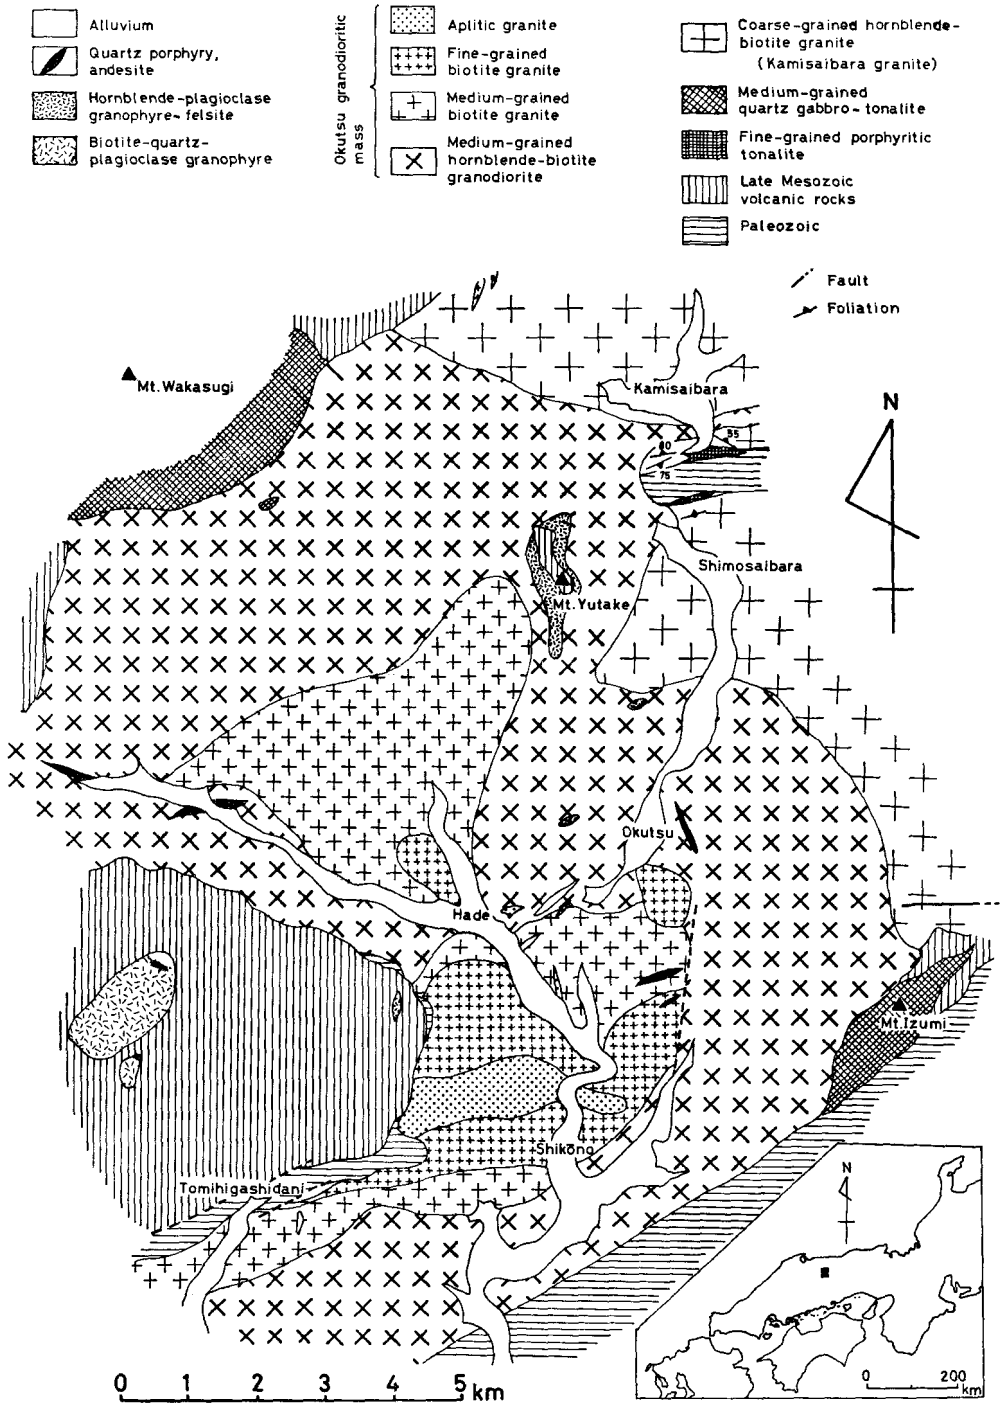 Alluvium
Quartz porphyry,
andesite
Hornblende-plagioclase
granophyre-felsite
Biotite-quartz-
plagioclase granophyre
Okutsu granodioritic
mass
Aplitic granite
Fine-grained
biotite granite
Medium-grained
biotite granite
Medium-grained
hornblende-biotite
granodiorite
Coarse-grained hornblende-
biotite granite
(Kamisaibara granite)
Medium-grained
quartz gabbro-tonalite
Fine-grained porphyritic
tonalite
Late Mesozoic
volcanic rocks
Paleozoic
Fault
Foliation
Mt. Wakasugi
Kamisaibara
N
55
75
Shimosaibara
Mt. Yutake
Okutsu
Hade
Mt. Izumi
Shikōno
Tomihigashidani
N
0 200
km
0 1 2 3 4 5 km